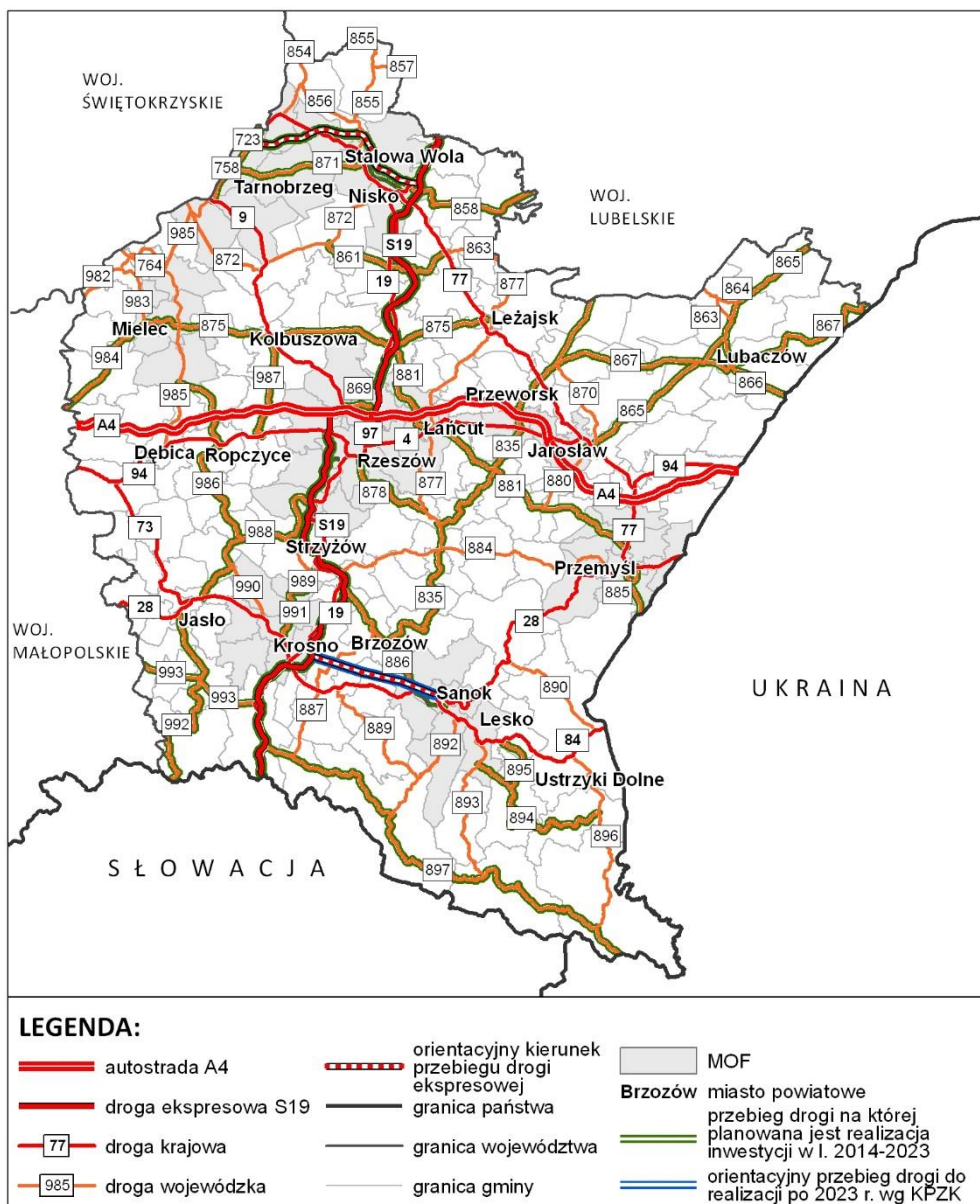 854
855
857
WOJ.
ŚWIĘTOKRZYSKIE
856
855
723
Stalowa Wola
758
871
Tarnobrzeg
Nisko
WOJ.
LUBELSKIE
858
9
872
985
S19
872
861
863
865
982
764
19
77
877
864
983
863
Mielec
875
875
Leżajsk
867
Kolbuszowa
984
867
Lubaczów
987
869
881
870
866
985
Przeworsk
865
A4
97
4
Łańcut
835
Jarosław
Dębica
Ropczyce
Rzeszów
94
94
986
878
877
881
880
A4
73
S19
77
988
Strzyżów
884
Przemyśl
990
989
835
885
28
991
19
28
Jasło
WOJ.
MAŁOPOLSKIE
Krosno
Brzozów
886
993
890
UKRAINA
993
887
Sanok
992
889
892
Lesko
84
895
Ustrzyki Dolne
893
894
896
SŁOWACJA
897
LEGENDA:
autostrada A4
droga ekspresowa S19
77 droga krajowa
985 droga wojewódzka
orientacyjny kierunek
przebiegu drogi
ekspresowej
granica państwa
granica województwa
granica gminy
MOF
Brzozów miasto powiatowe
przebieg drogi na której
planowana jest realizacja
inwestycji w l. 2014-2023
orientacyjny przebieg drogi do
realizacji po 2023 r. wg KPZK